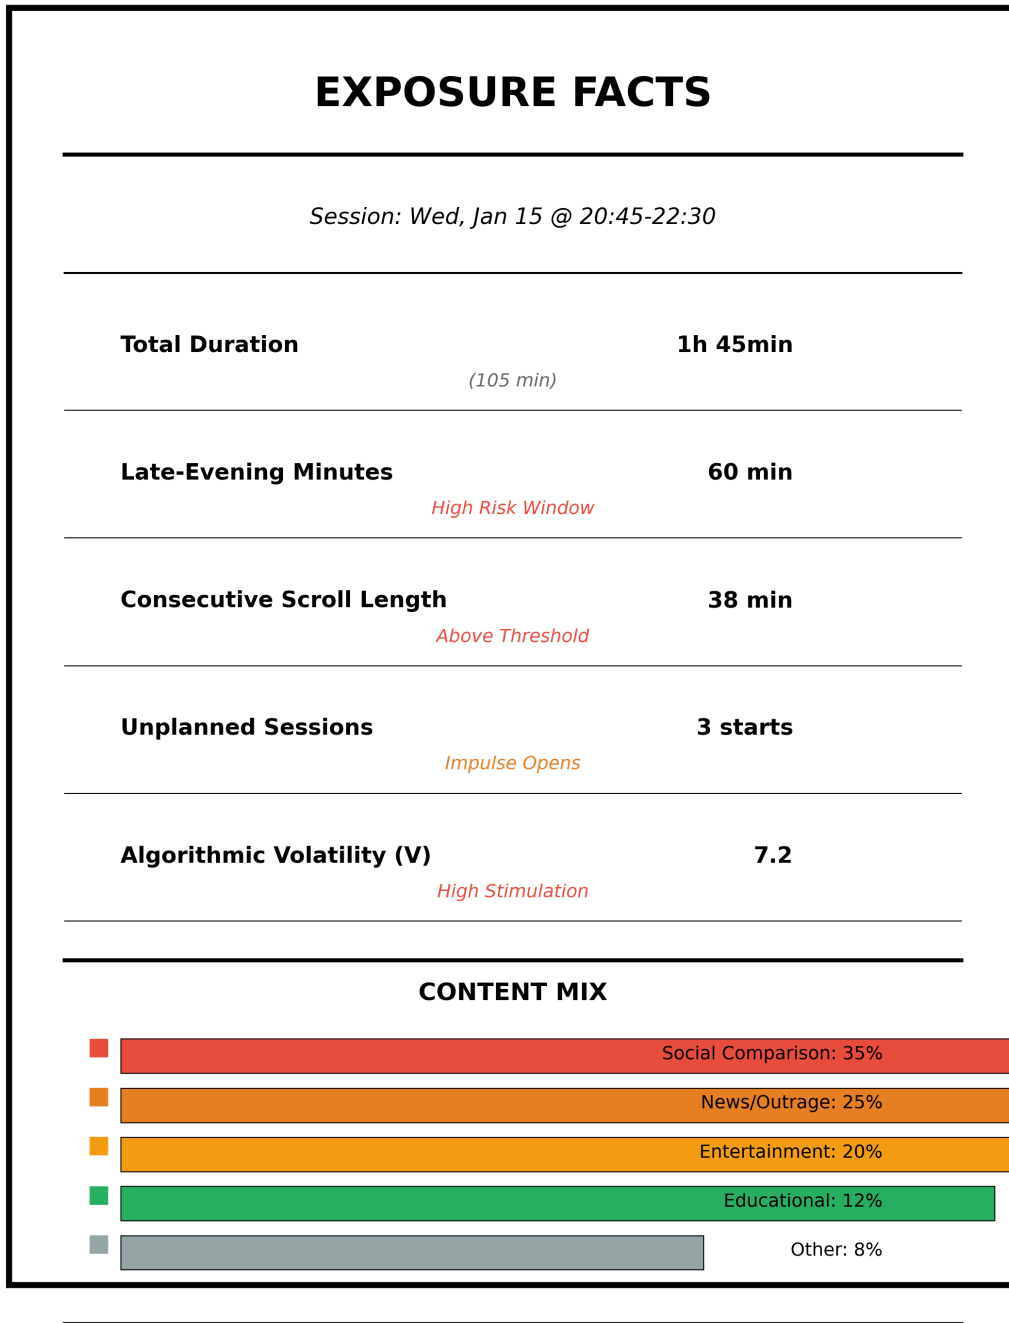 EXPOSURE FACTS
Session: Wed, Jan 15 @ 20:45-22:30
Total Duration 1h 45min
(105 min)
Late-Evening Minutes 60 min
High Risk Window
Consecutive Scroll Length 38 min
Above Threshold
Unplanned Sessions 3 starts
Impulse Opens
Algorithmic Volatility (V) 7.2
High Stimulation
CONTENT MIX
Social Comparison: 35%
News/Outrage: 25%
Entertainment: 20%
Educational: 12%
Other: 8%